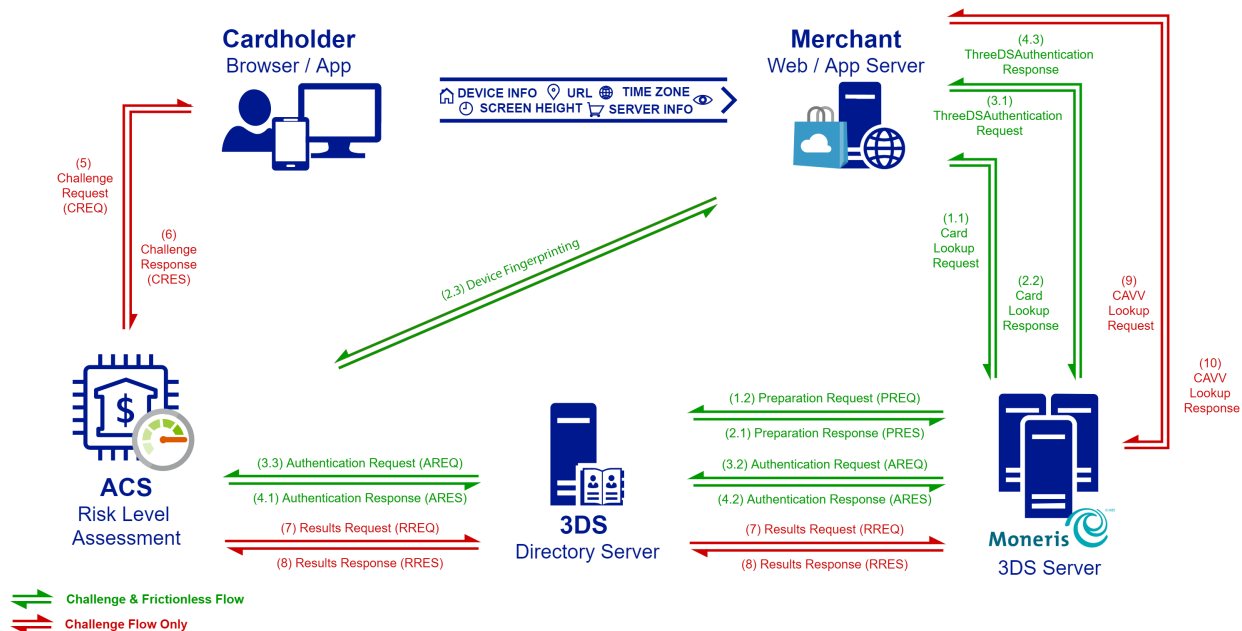 Cardholder
Browser / App
Merchant
Web / App Server
DEVICE INFO URL TIME ZONE
SCREEN HEIGHT SERVER INFO
(4.3)
ThreeDSAuthentication
Response
(3.1)
ThreeDSAuthentication
Request
(5)
Challenge
Request
(CREQ)
(6)
Challenge
Response
(CRES)
(2.3) Device Fingerprinting
(1.1)
Card
Lookup
Request
(2.2)
Card
Lookup
Response
(9)
CAVV
Lookup
Request
(10)
CAVV
Lookup
Response
$
ACS
Risk Level
Assessment
(1.2) Preparation Request (PREQ)
(2.1) Preparation Response (PRES)
(3.3) Authentication Request (AREQ)
(4.1) Authentication Response (ARES)
(3.2) Authentication Request (AREQ)
(4.2) Authentication Response (ARES)
(7) Results Request (RREQ)
(8) Results Response (RRES)
(7) Results Request (RREQ)
(8) Results Response (RRES)
3DS
Directory Server
Moneris
3DS Server
Challenge & Frictionless Flow
Challenge Flow Only